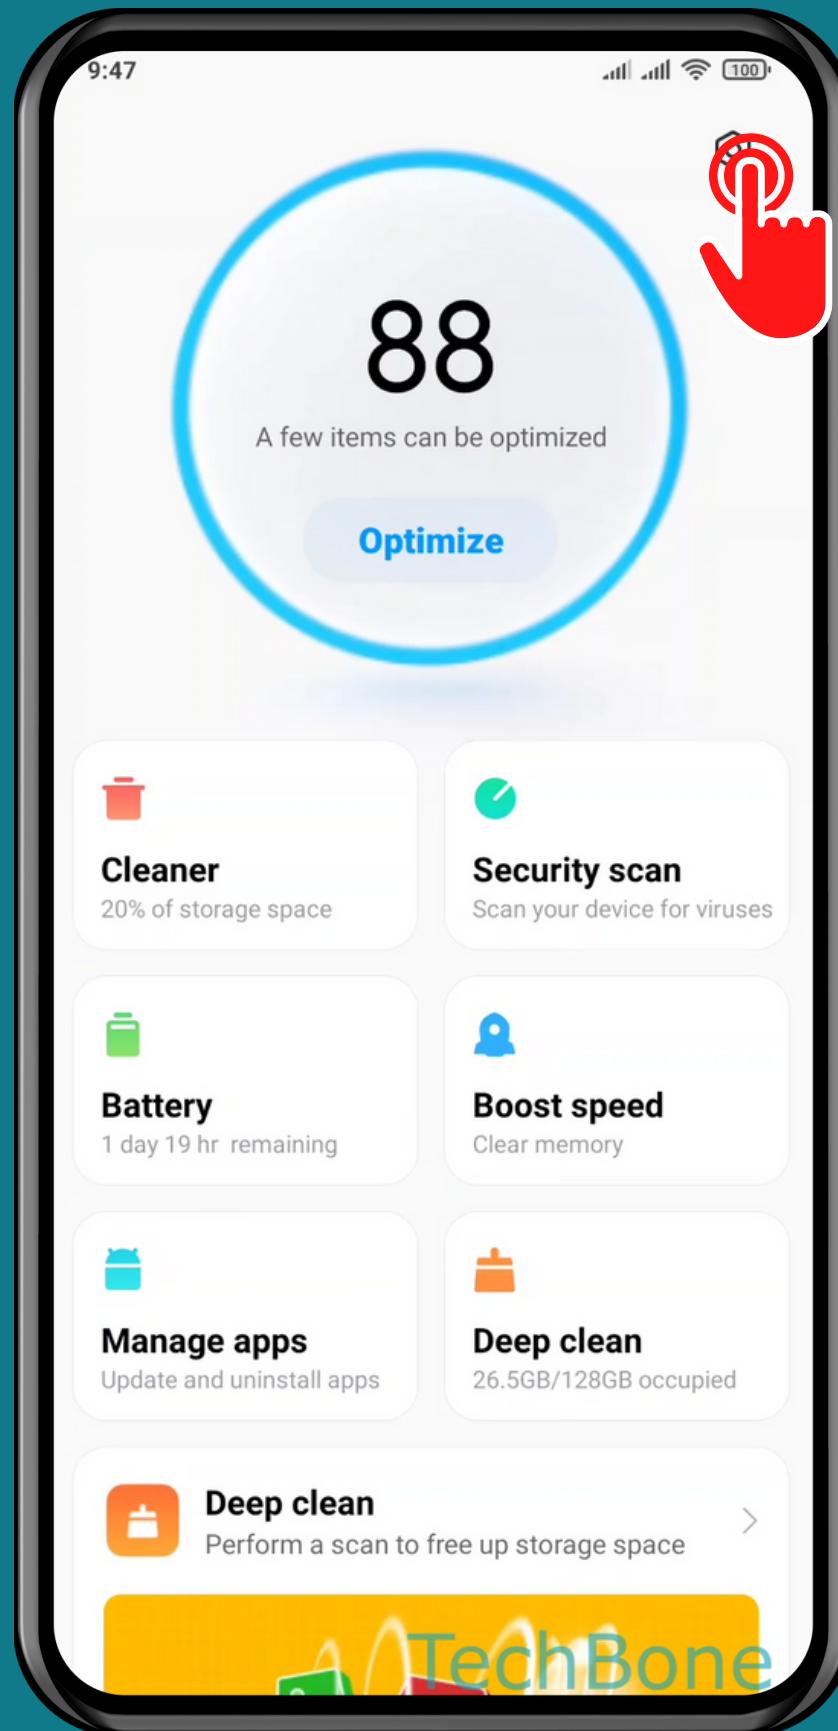 9:47
100
88
A few items can be optimized
Optimize
Cleaner
20% of storage space
Security scan
Scan your device for viruses
Battery
1 day 19 hr remaining
Boost speed
Clear memory
Manage apps
Update and uninstall apps
Deep clean
26.5GB/128GB occupied
Deep clean
Perform a scan to free up storage space
TechBone